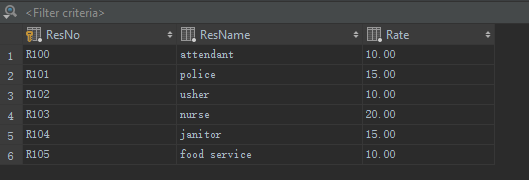 <Filter criteria>
ResNo ResName Rate
1 R100 attendant 10.00
2 R101 police 15.00
3 R102 usher 10.00
4 R103 nurse 20.00
5 R104 janitor 15.00
6 R105 food service 10.00